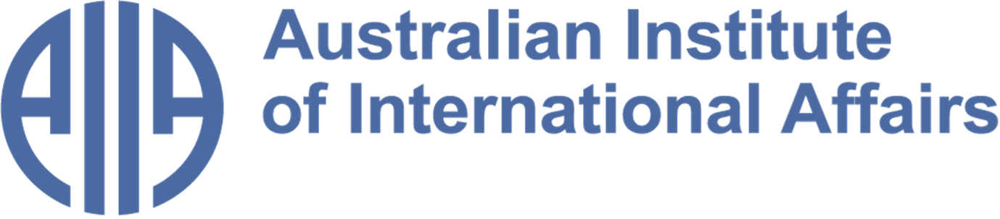 AIIA
Australian Institute
of International Affairs